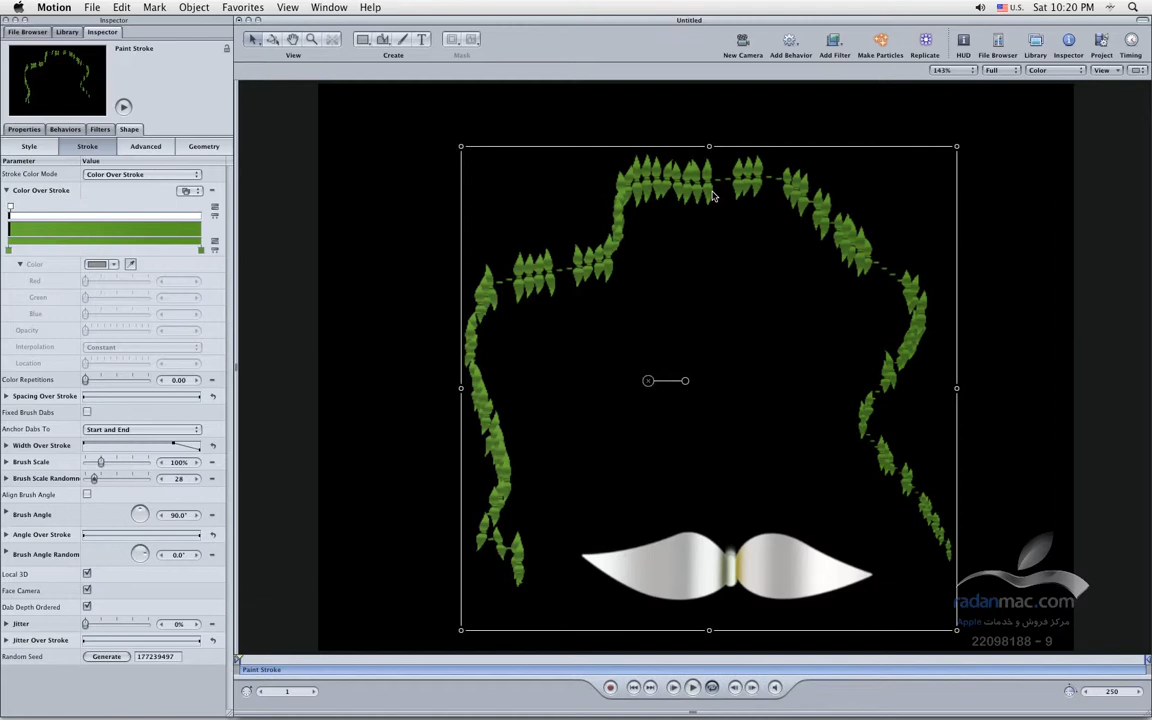 Motion File Edit Mark Object Favorites View Window Help U.S. Sat 10:20 PM
Inspector Untitled
File Browser Library Inspector
Paint Stroke
View Create Mask New Camera Add Behavior Add Filter Make Particles Replicate HUD File Browser Library Inspector Project Timing
143% Full Color View
Properties Behaviors Filters Shape
Style Stroke Advanced Geometry
Parameter Value
Stroke Color Mode Color Over Stroke
Color Over Stroke
Color
Red
Green
Blue
Opacity
Interpolation Constant
Location
Color Repetitions 0.00
Spacing Over Stroke
Fixed Brush Dabs
Anchor Dabs To Start and End
Width Over Stroke
Brush Scale 100%
Brush Scale Randomn 28
Align Brush Angle
Brush Angle 90.0°
Angle Over Stroke
Brush Angle Random 0.0°
Local 3D
Face Camera
Dab Depth Ordered
Jitter 0%
Jitter Over Stroke
Random Seed Generate 177239497
radanmac.com
مرکز فروش و خدمات Apple
22098188 - 9
Paint Stroke
1 250